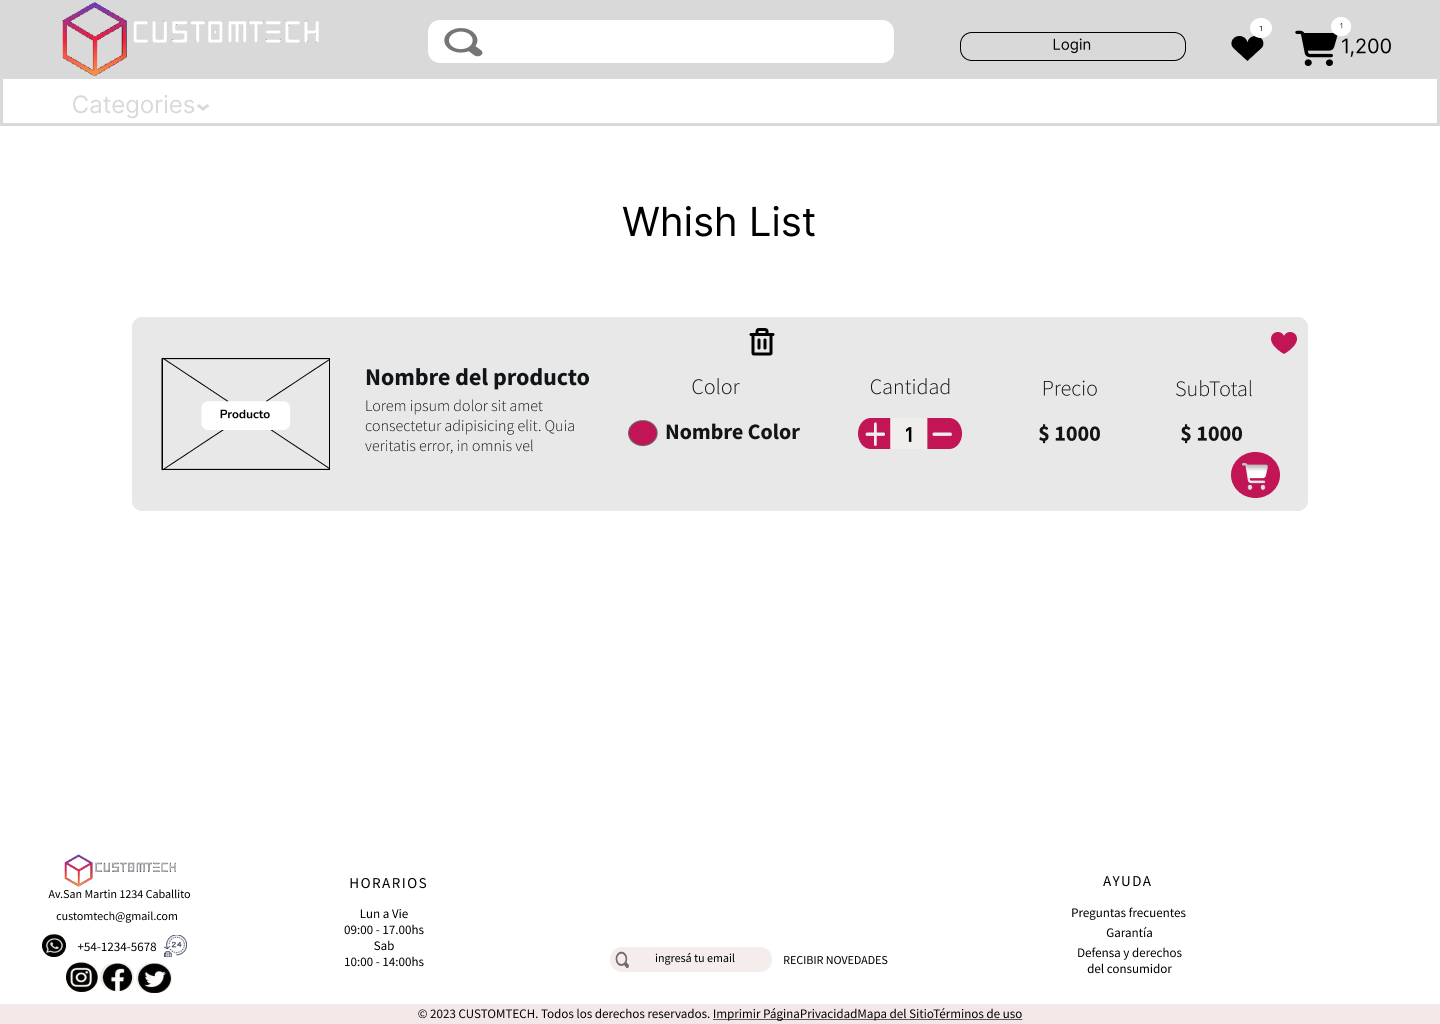 CUSTOMTECH
Login
1
1
1,200
Categories
Whish List
Producto
Nombre del producto
Lorem ipsum dolor sit amet
consectetur adipisicing elit. Quia
veritatis error, in omnis vel
Color
Nombre Color
Cantidad
1
Precio
$ 1000
SubTotal
$ 1000
CUSTOMTECH
Av.San Martin 1234 Caballito
customtech@gmail.com
+54-1234-5678
24
HORARIOS
Lun a Vie
09:00 - 17.00hs
Sab
10:00 - 14:00hs
ingresá tu email
RECIBIR NOVEDADES
AYUDA
Preguntas frecuentes
Garantía
Defensa y derechos
del consumidor
© 2023 CUSTOMTECH. Todos los derechos reservados. Imprimir PáginaPrivacidadMapa del SitioTérminos de uso